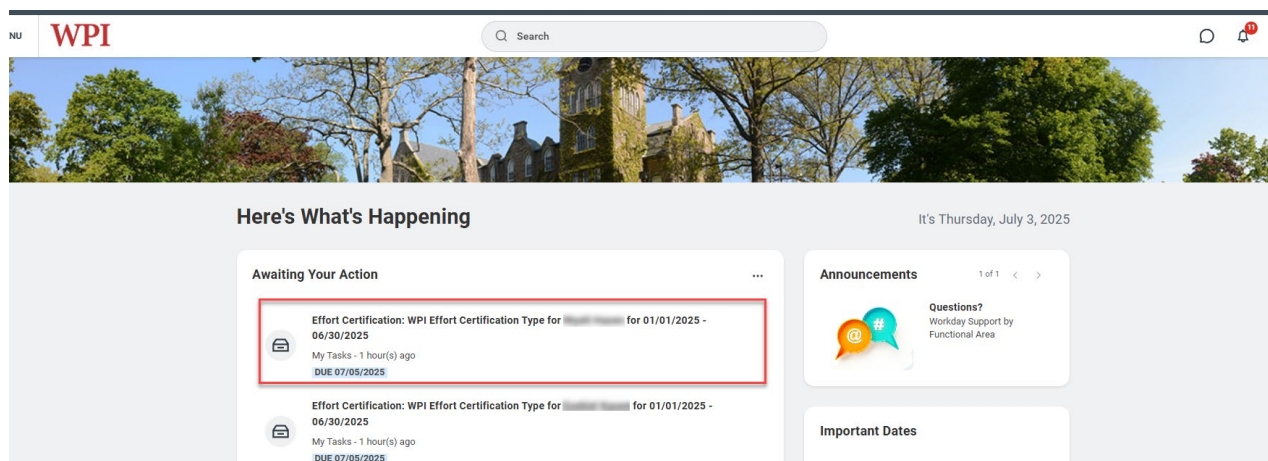 NU
WPI
Search
11
Here's What's Happening
It's Thursday, July 3, 2025
Awaiting Your Action
Effort Certification: WPI Effort Certification Type for for 01/01/2025 -
06/30/2025
My Tasks - 1 hour(s) ago
DUE 07/05/2025
Effort Certification: WPI Effort Certification Type for for 01/01/2025 -
06/30/2025
My Tasks - 1 hour(s) ago
DUE 07/05/2025
Announcements
1 of 1
@
#
Questions?
Workday Support by
Functional Area
Important Dates